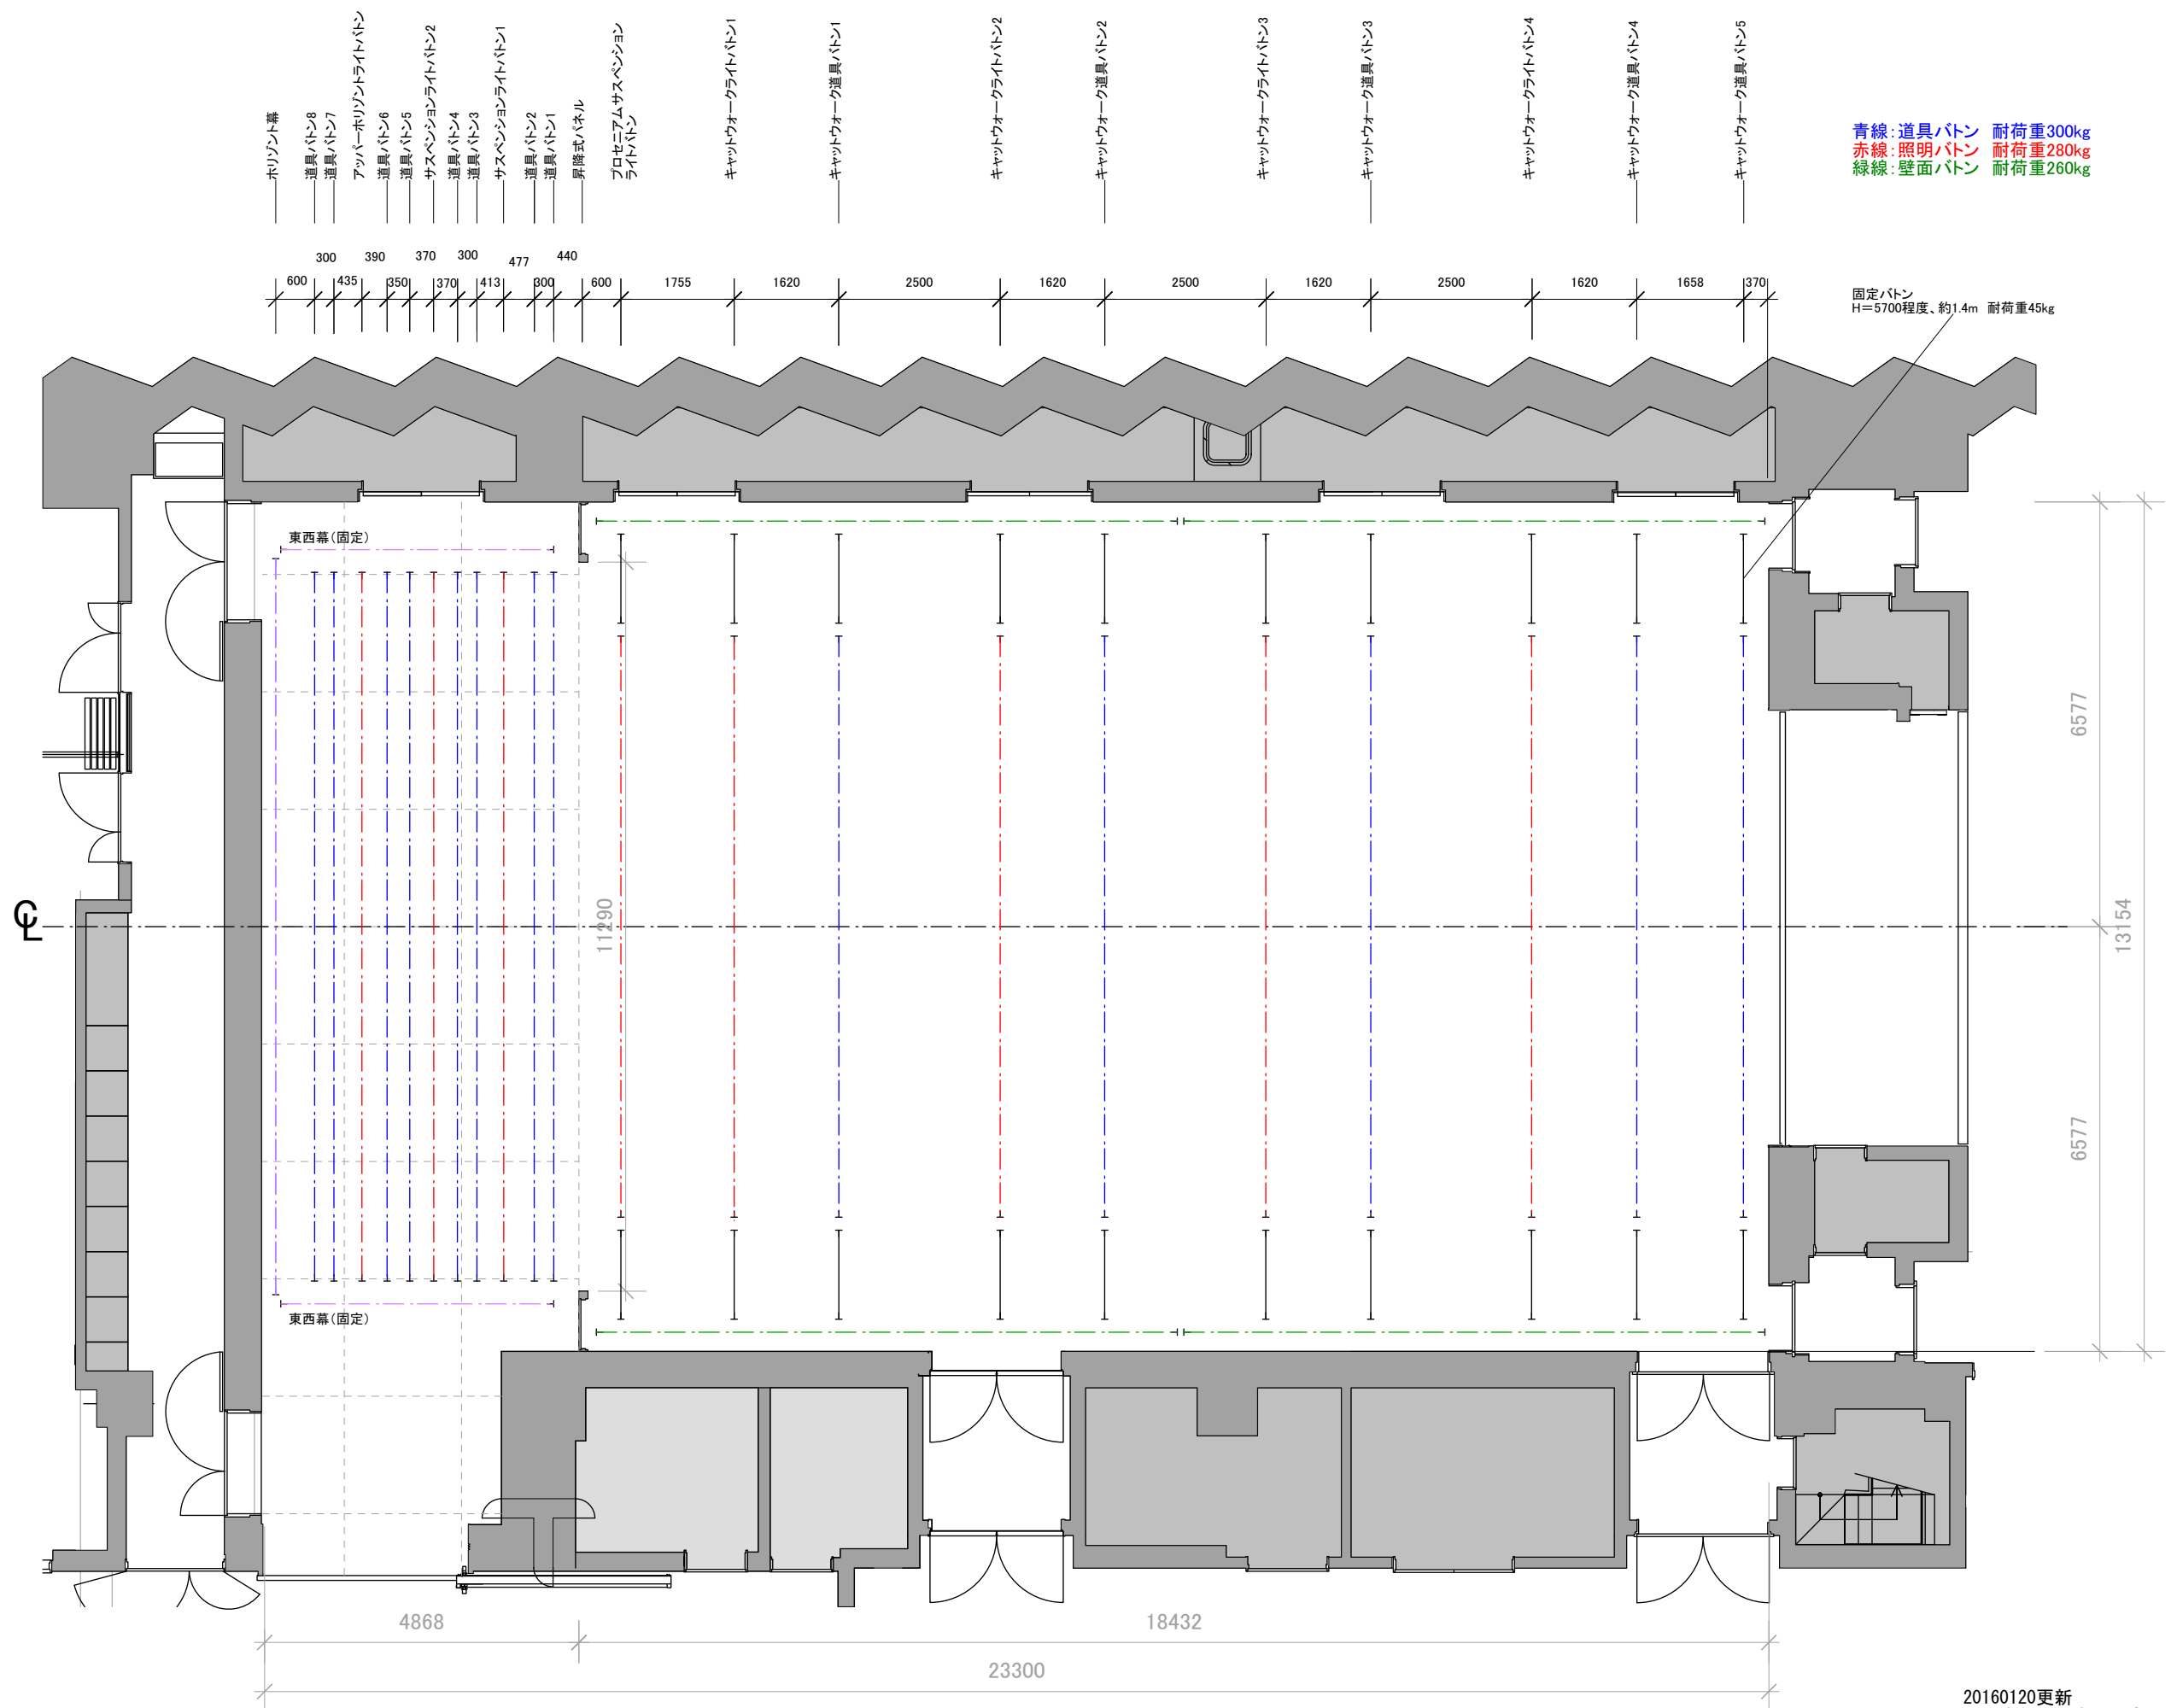 ホリゾント幕
道具バトン8
道具バトン7
アッパーホリゾントライトバトン
道具バトン6
道具バトン5
サスペンションライトバトン2
道具バトン4
道具バトン3
サスペンションライトバトン1
道具バトン2
道具バトン1
昇降式パネル
プロセニアムサスペンション
ライトバトン
キャットウォークライトバトン1
キャットウォーク道具バトン1
キャットウォークライトバトン2
キャットウォーク道具バトン2
キャットウォークライトバトン3
キャットウォーク道具バトン3
キャットウォークライトバトン4
キャットウォーク道具バトン4
キャットウォーク道具バトン5
青線:道具バトン 耐荷重300kg
赤線:照明バトン 耐荷重280kg
緑線:壁面バトン 耐荷重260kg
600
300
435
390
350
370
370
300
413
477
300
440
600
1755
1620
2500
1620
2500
1620
2500
1620
1658
370
固定バトン
H=5700程度、約1.4m 耐荷重45kg
東西幕(固定)
11290
CL
6577
13154
6577
東西幕(固定)
4868
18432
23300
20160120更新